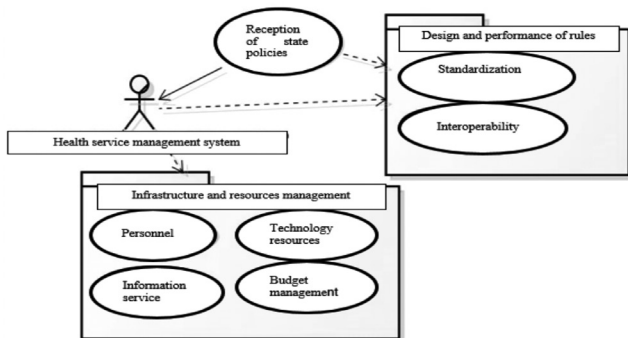 Reception
of state
policies
Design and performance of rules
Standardization
Interoperability
Health service management system
Infrastructure and resources management
Personnel
Technology
resources
Information
service
Budget
management